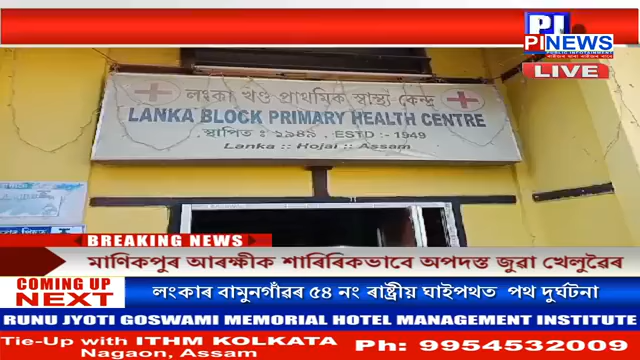 PI
PI NEWS
LIVE
লংকা খণ্ড প্ৰাথমিক স্বাস্থ্য কেন্দ্ৰ
LANKA BLOCK PRIMARY HEALTH CENTRE
স্থাপিত : ১৯৪৯ . ESTD :- 1949
Lanka :: Hojai :: Assam
BREAKING NEWS
মাণিকপুৰ আৰক্ষীক শাৰিৰিকভাবে অপদস্ত জুৱা খেলুৱৈৰ
COMING UP
NEXT
লংকাৰ বামুনগাঁৱৰ ৫৪ নং ৰাষ্ট্ৰীয় ঘাইপথত পথ দুৰ্ঘটনা
RUNU JYOTI GOSWAMI MEMORIAL HOTEL MANAGEMENT INSTITUTE
Tie-Up with ITHM KOLKATA
Nagaon, Assam
Ph: 9954532009